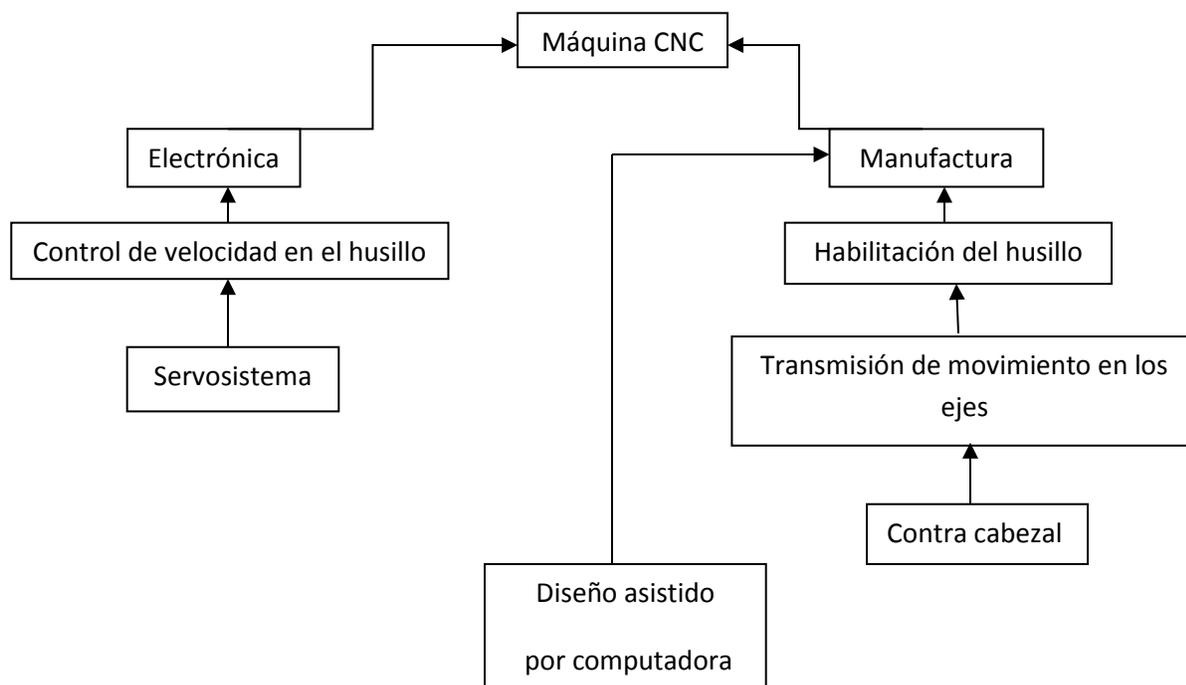 Máquina CNC
Electrónica
Manufactura
Control de velocidad en el husillo
Habilitación del husillo
Servosistema
Transmisión de movimiento en los
ejes
Contra cabezal
Diseño asistido
por computadora